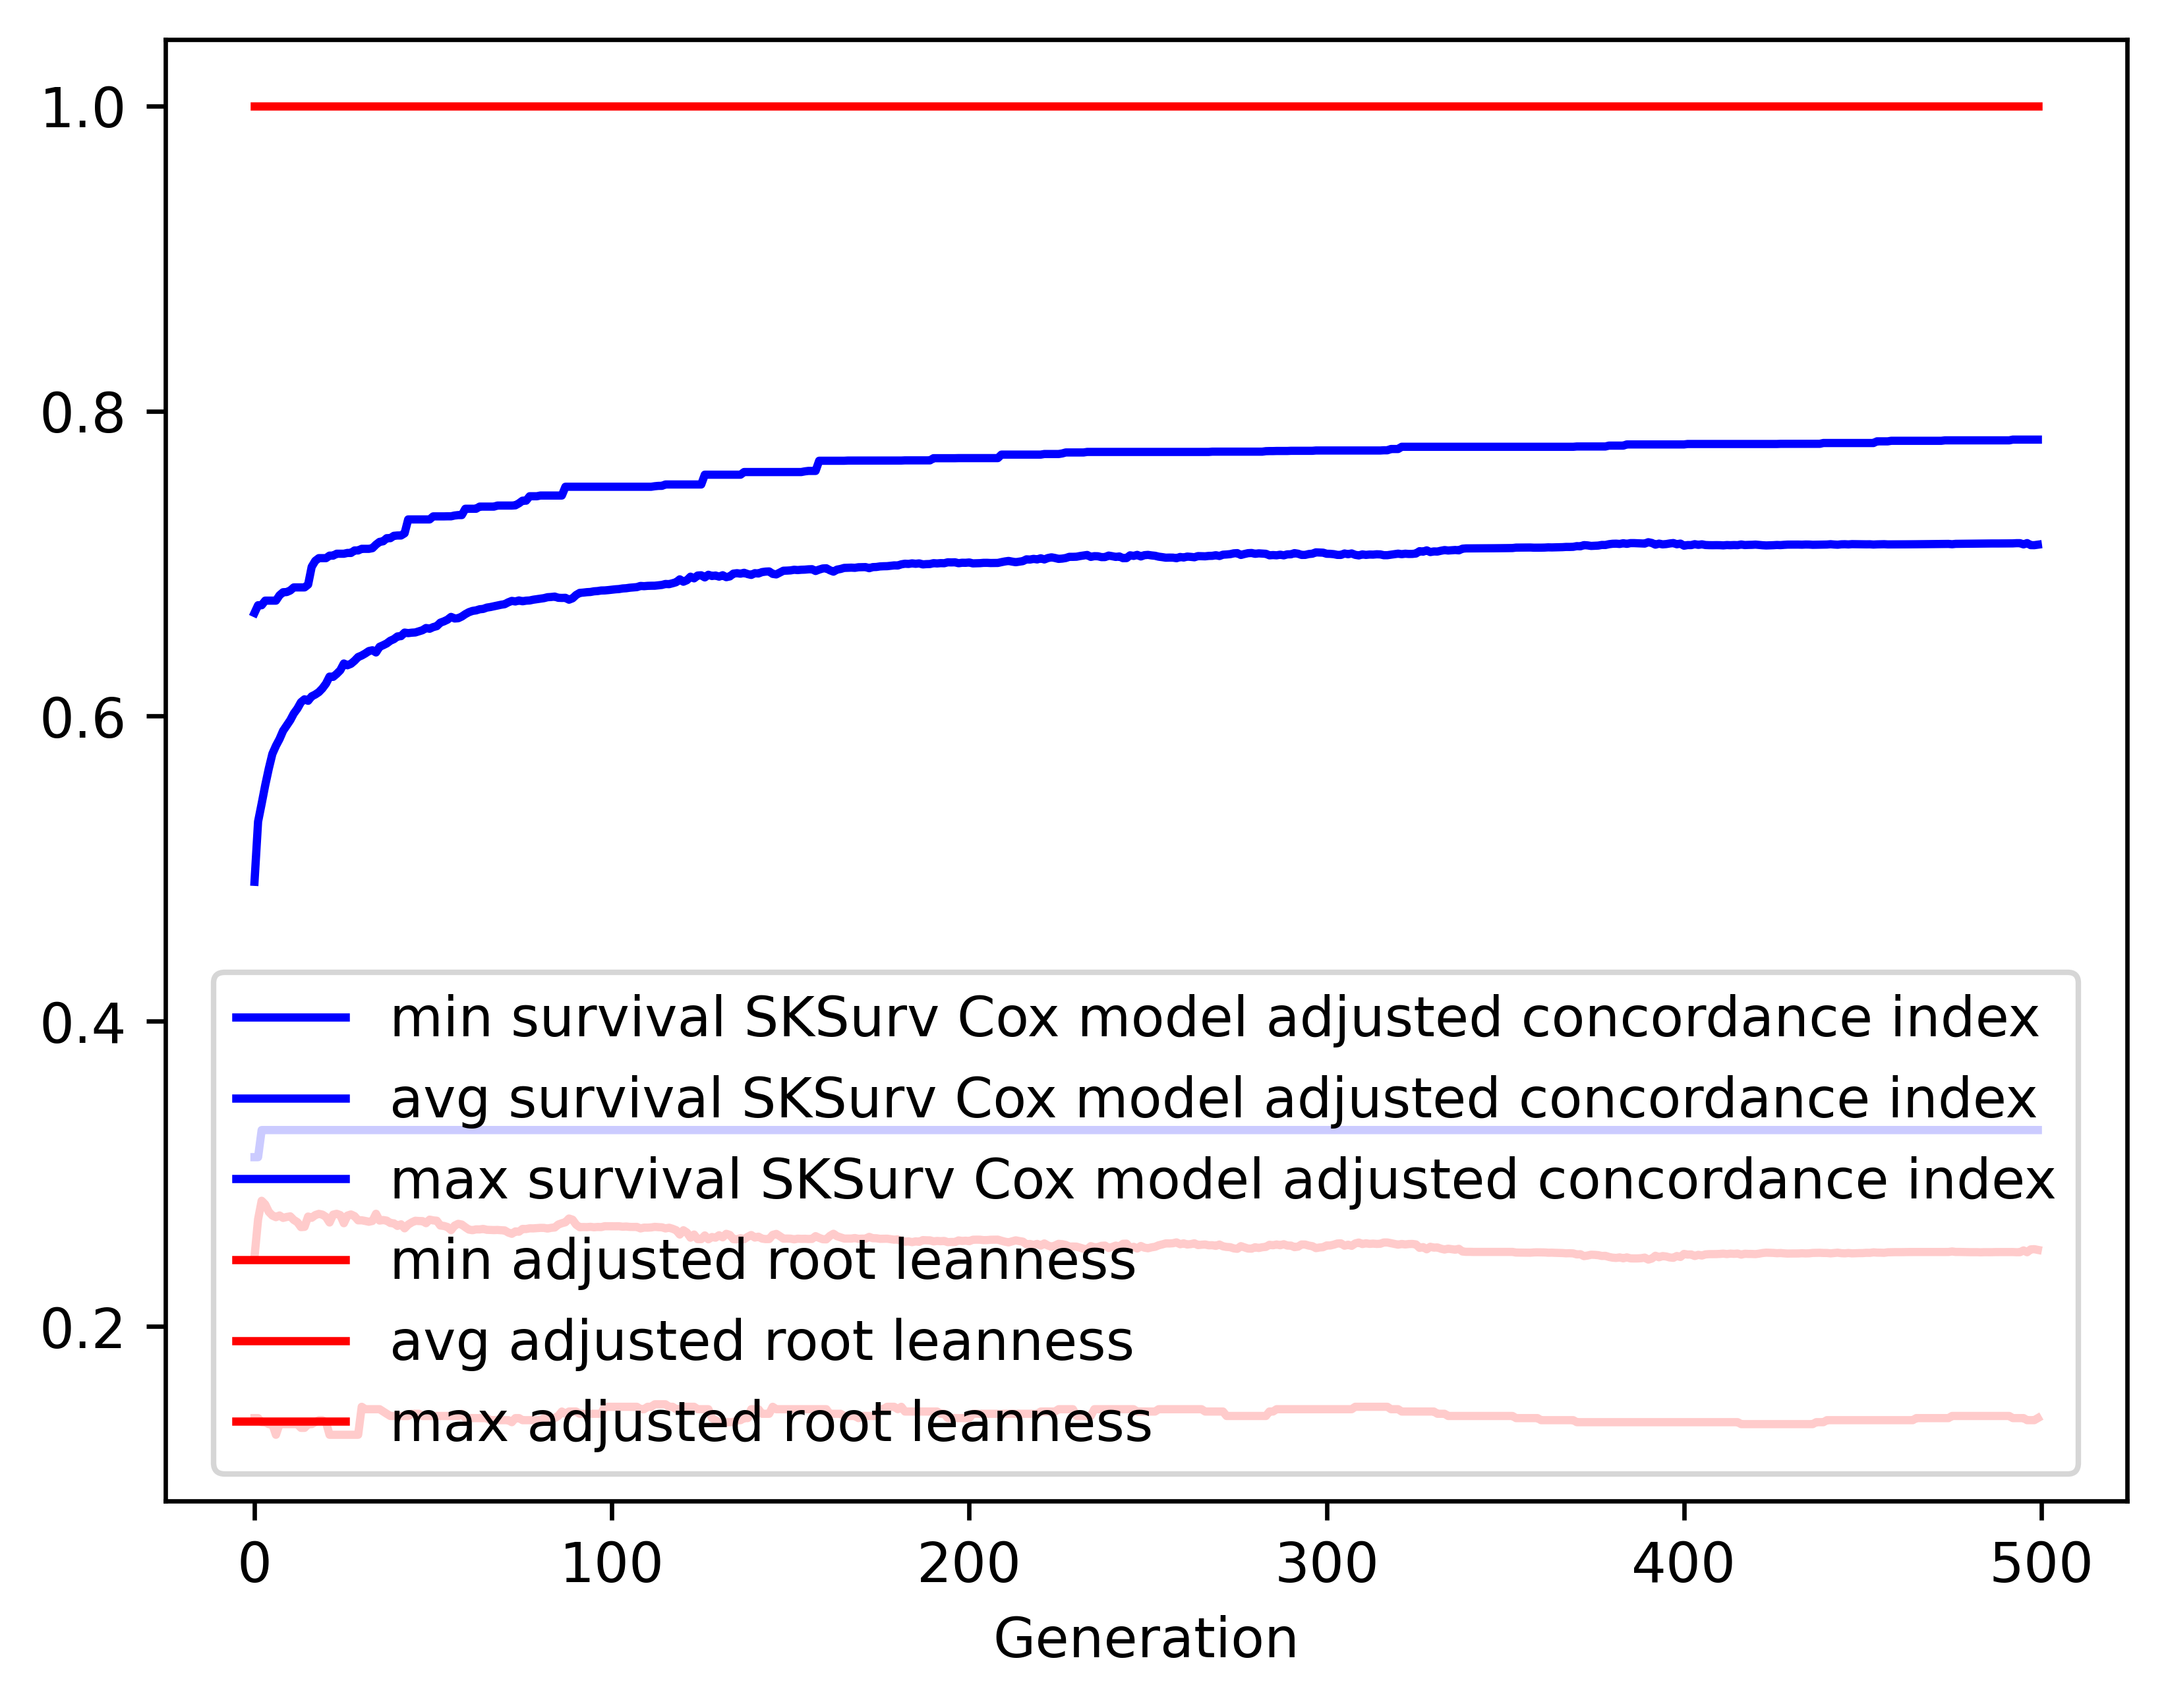 1.0
0.8
0.6
0.4
0.2
min survival SKSurv Cox model adjusted concordance index
avg survival SKSurv Cox model adjusted concordance index
max survival SKSurv Cox model adjusted concordance index
min adjusted root leanness
avg adjusted root leanness
max adjusted root leanness
0 100 200 300 400 500
Generation